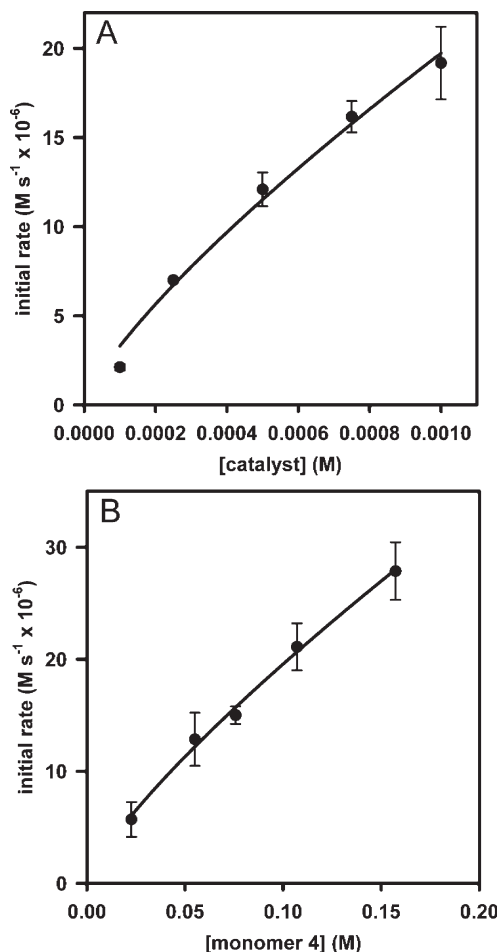 A
20
15
10
5
0
initial rate (M s⁻¹ x 10⁻⁶)
0.0000 0.0002 0.0004 0.0006 0.0008 0.0010
[catalyst] (M)
B
30
20
10
0
initial rate (M s⁻¹ x 10⁻⁶)
0.00 0.05 0.10 0.15 0.20
[monomer 4] (M)